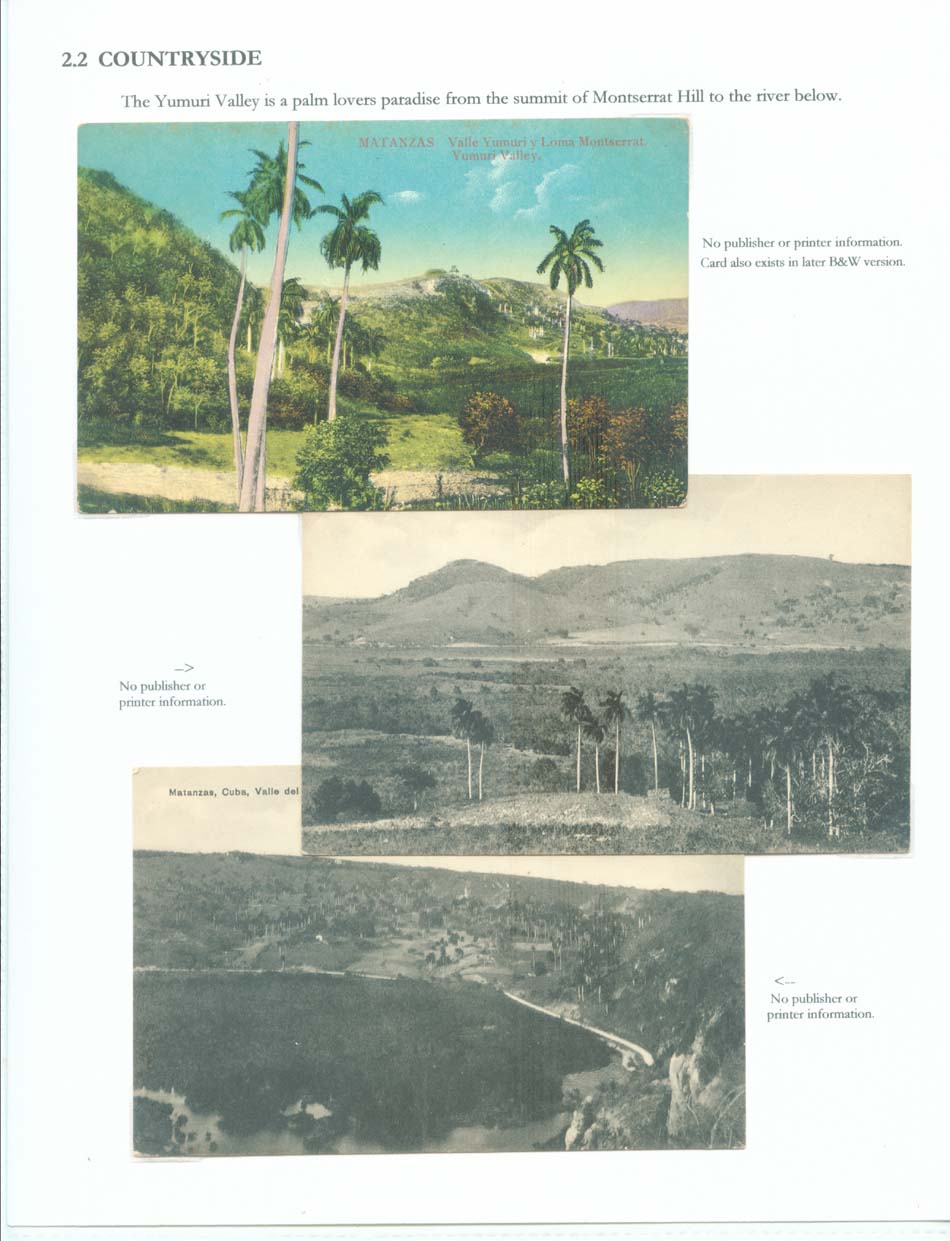 2.2 COUNTRYSIDE
The Yumuri Valley is a palm lovers paradise from the summit of Montserrat Hill to the river below.
MATANZAS Valle Yumuri y Loma Montserrat.
Yumuri Valley.
No publisher or printer information.
Card also exists in later B&W version.
-->
No publisher or
printer information.
Matanzas, Cuba, Valle del
<--
No publisher or
printer information.